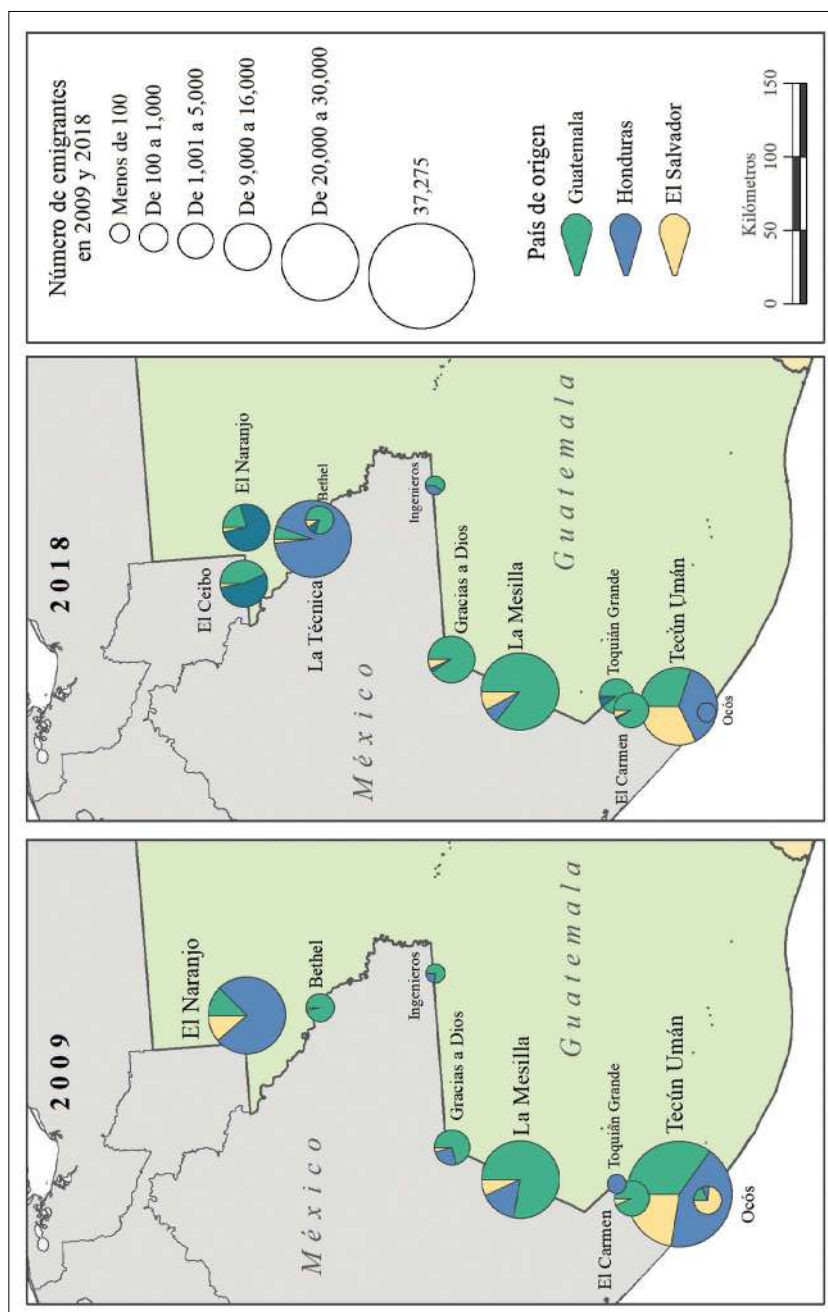 2009
El Naranjo
Bethel
México
Ingenieros
Gracias a Dios
La Mesilla
Guatemala
El Carmen
Toquián Grande
Tecún Umán
Ocós
2018
El Ceibo
El Naranjo
La Técnica
Bethel
México
Ingenieros
Gracias a Dios
La Mesilla
Guatemala
El Carmen
Toquián Grande
Tecún Umán
Ocós
Número de emigrantes
en 2009 y 2018
Menos de 100
De 100 a 1,000
De 1,001 a 5,000
De 9,000 a 16,000
De 20,000 a 30,000
37,275
País de origen
Guatemala
Honduras
El Salvador
Kilómetros
0 50 100 150